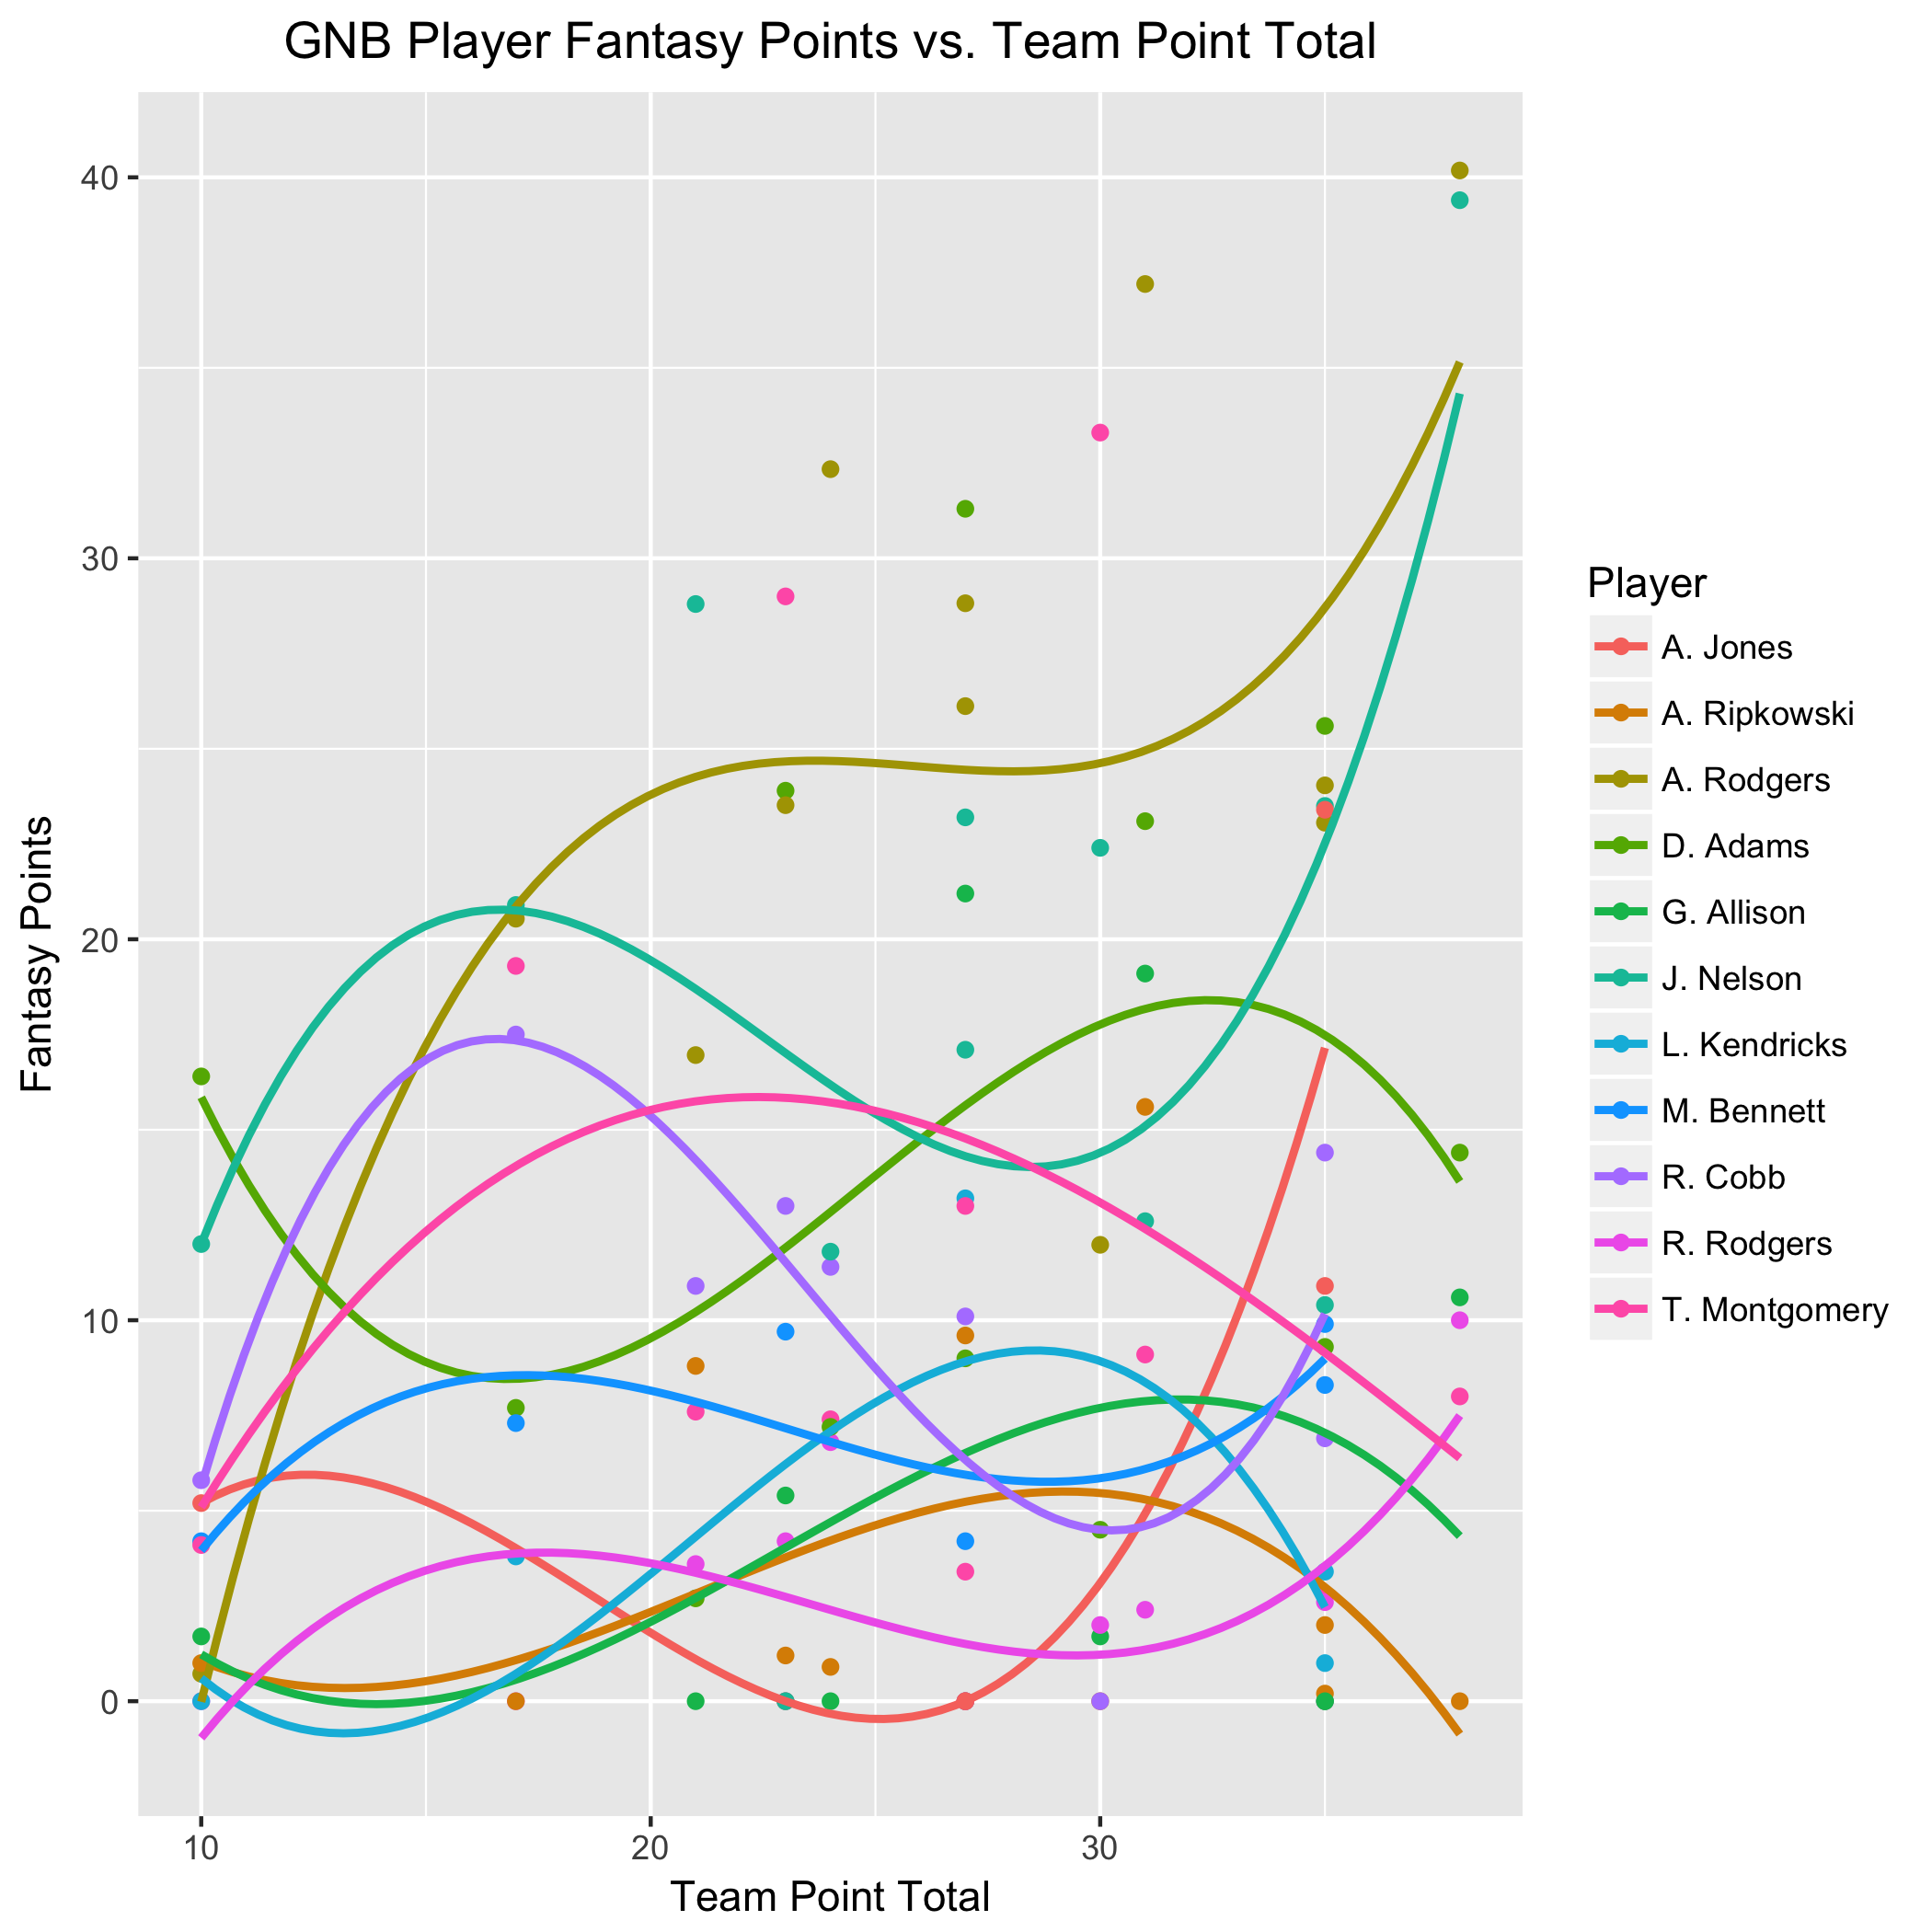 GNB Player Fantasy Points vs. Team Point Total
40
30
20
10
0
Fantasy Points
10
20
30
Team Point Total
Player
A. Jones
A. Ripkowski
A. Rodgers
D. Adams
G. Allison
J. Nelson
L. Kendricks
M. Bennett
R. Cobb
R. Rodgers
T. Montgomery